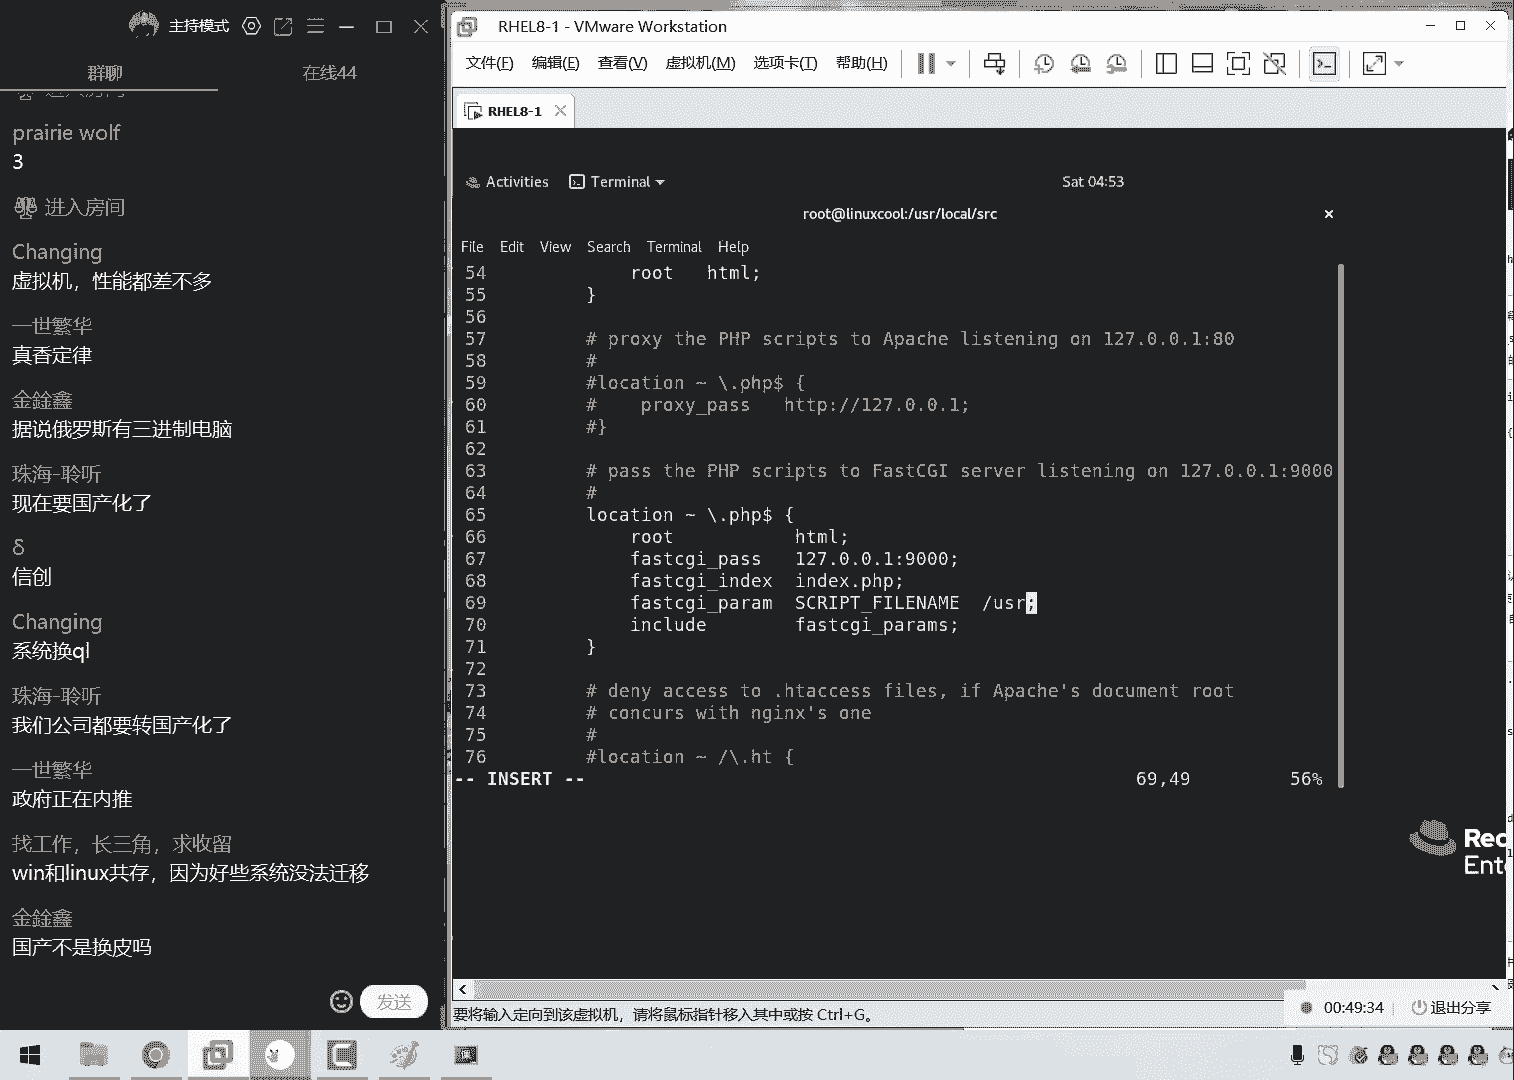 主持模式
群聊
在线44
prairie wolf
3
进入房间
Changing
虚拟机，性能都差不多
一世繁华
真香定律
金銓鑫
据说俄罗斯有三进制电脑
珠海-聆听
现在要国产化了
δ
信创
Changing
系统换ql
珠海-聆听
我们公司都要转国产化了
一世繁华
政府正在内推
找工作，长三角，求收留
win和linux共存，因为好些系统没法迁移
金銓鑫
国产不是换皮吗
发送
RHEL8-1 - VMware Workstation
文件(F) 编辑(E) 查看(V) 虚拟机(M) 选项卡(T) 帮助(H)
RHEL8-1
Activities Terminal Sat 04:53
root@linuxcool:/usr/local/src
File Edit View Search Terminal Help
54 root html;
55 }
56
57 # proxy the PHP scripts to Apache listening on 127.0.0.1:80
58 #
59 #location ~ \.php$ {
60 # proxy_pass http://127.0.0.1;
61 #}
62
63 # pass the PHP scripts to FastCGI server listening on 127.0.0.1:9000
64 #
65 location ~ \.php$ {
66 root html;
67 fastcgi_pass 127.0.0.1:9000;
68 fastcgi_index index.php;
69 fastcgi_param SCRIPT_FILENAME /usr;
70 include fastcgi_params;
71 }
72
73 # deny access to .htaccess files, if Apache's document root
74 # concurs with nginx's one
75 #
76 #location ~ /\.ht {
-- INSERT -- 69,49 56%
要将输入定向到该虚拟机，请将鼠标指针移入其中或按 Ctrl+G。
00:49:34 退出分享